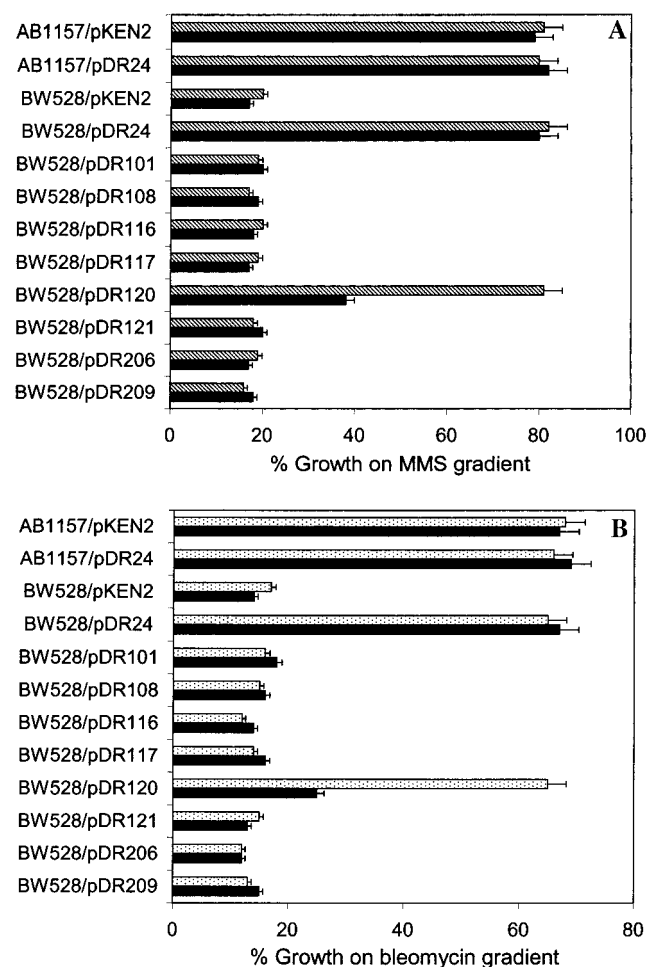 A
AB1157/pKEN2
AB1157/pDR24
BW528/pKEN2
BW528/pDR24
BW528/pDR101
BW528/pDR108
BW528/pDR116
BW528/pDR117
BW528/pDR120
BW528/pDR121
BW528/pDR206
BW528/pDR209
0 20 40 60 80 100
% Growth on MMS gradient
B
AB1157/pKEN2
AB1157/pDR24
BW528/pKEN2
BW528/pDR24
BW528/pDR101
BW528/pDR108
BW528/pDR116
BW528/pDR117
BW528/pDR120
BW528/pDR121
BW528/pDR206
BW528/pDR209
0 20 40 60 80
% Growth on bleomycin gradient